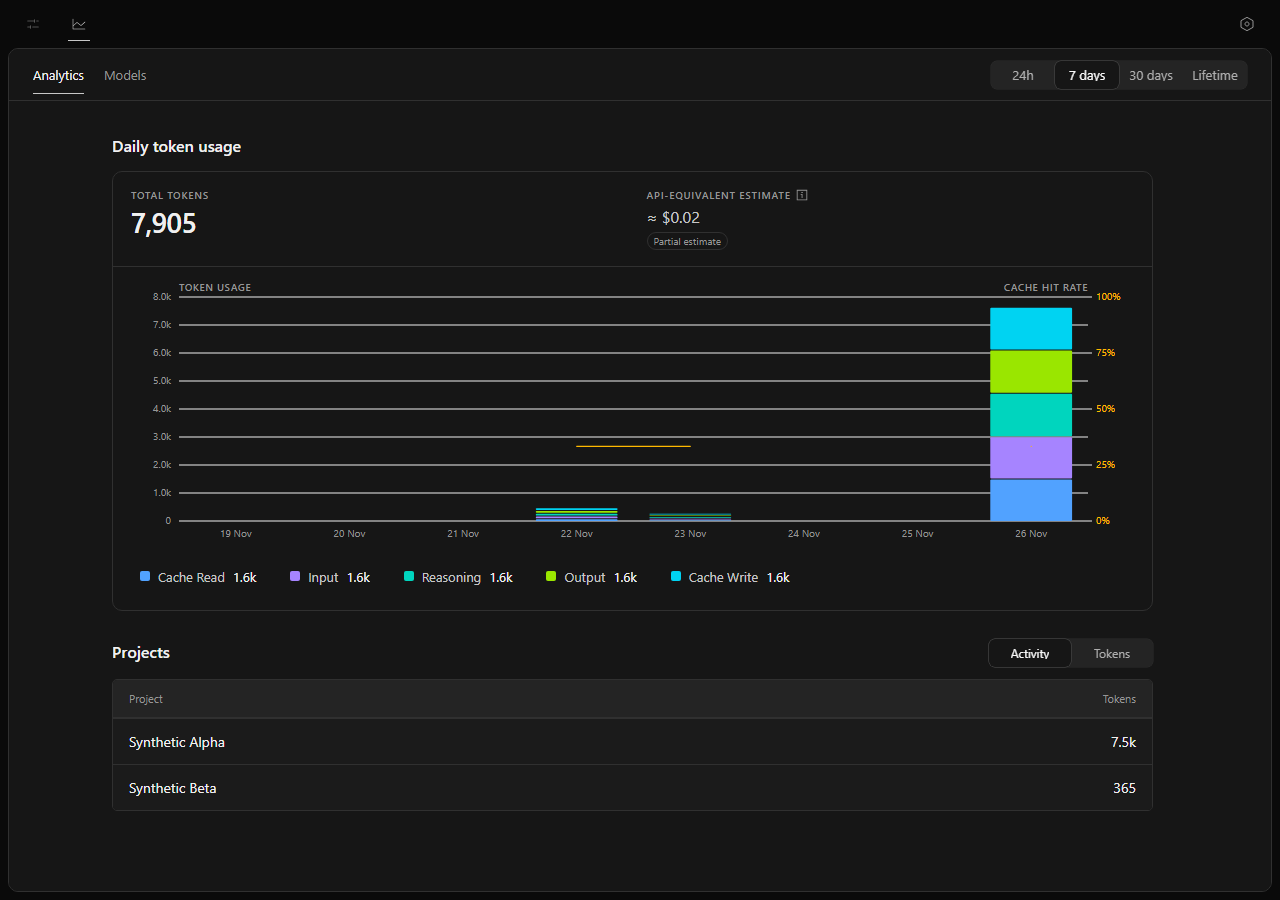 Analytics Models 24h 7 days 30 days Lifetime
Daily token usage
TOTAL TOKENS API-EQUIVALENT ESTIMATE
7,905 ≈ $0.02
Partial estimate
TOKEN USAGE CACHE HIT RATE
8.0k 100%
7.0k
6.0k 75%
5.0k
4.0k 50%
3.0k
2.0k 25%
1.0k
0 0%
19 Nov 20 Nov 21 Nov 22 Nov 23 Nov 24 Nov 25 Nov 26 Nov
Cache Read 1.6k Input 1.6k Reasoning 1.6k Output 1.6k Cache Write 1.6k
Projects Activity Tokens
Project Tokens
Synthetic Alpha 7.5k
Synthetic Beta 365